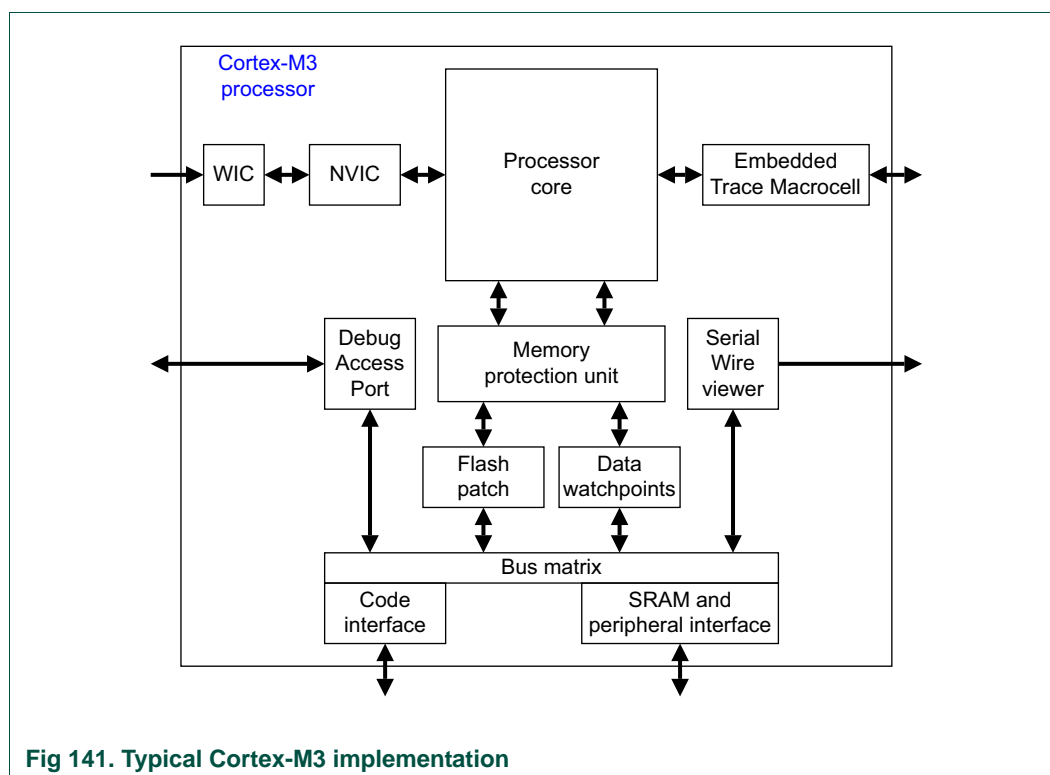 Cortex-M3
processor
WIC
NVIC
Processor
core
Embedded
Trace Macrocell
Debug
Access
Port
Memory
protection unit
Serial
Wire
viewer
Flash
patch
Data
watchpoints
Bus matrix
Code
interface
SRAM and
peripheral interface
Fig 141. Typical Cortex-M3 implementation